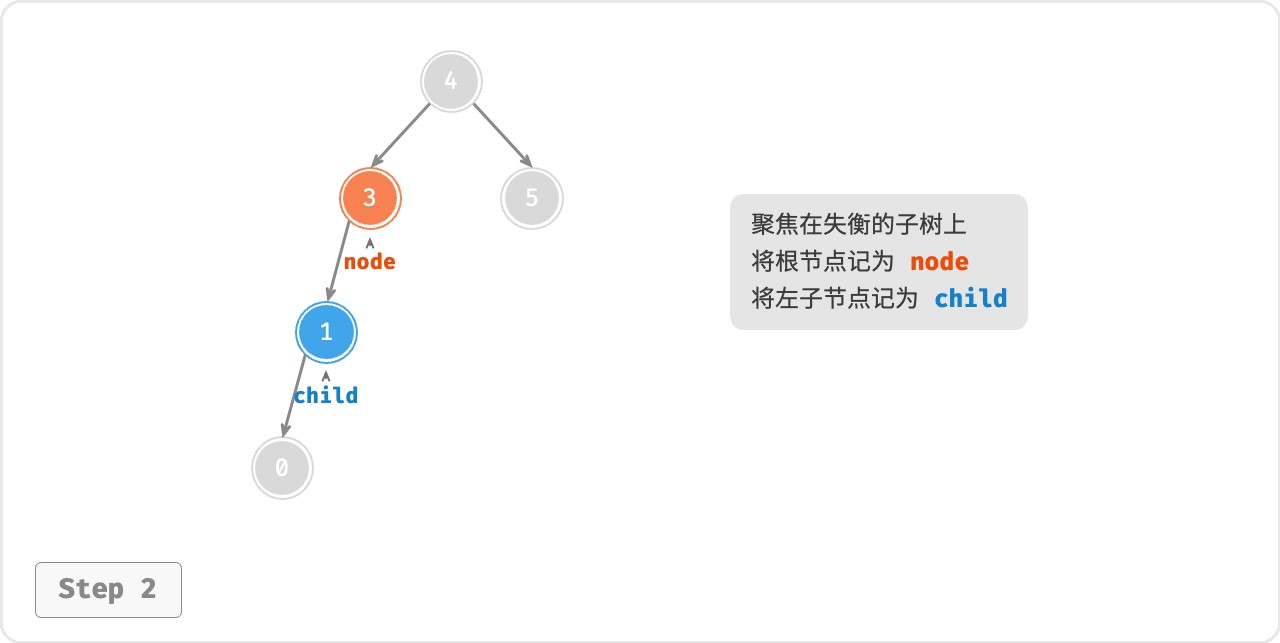 4
3
5
node
1
child
0
聚焦在失衡的子树上
将根节点记为 node
将左子节点记为 child
Step 2